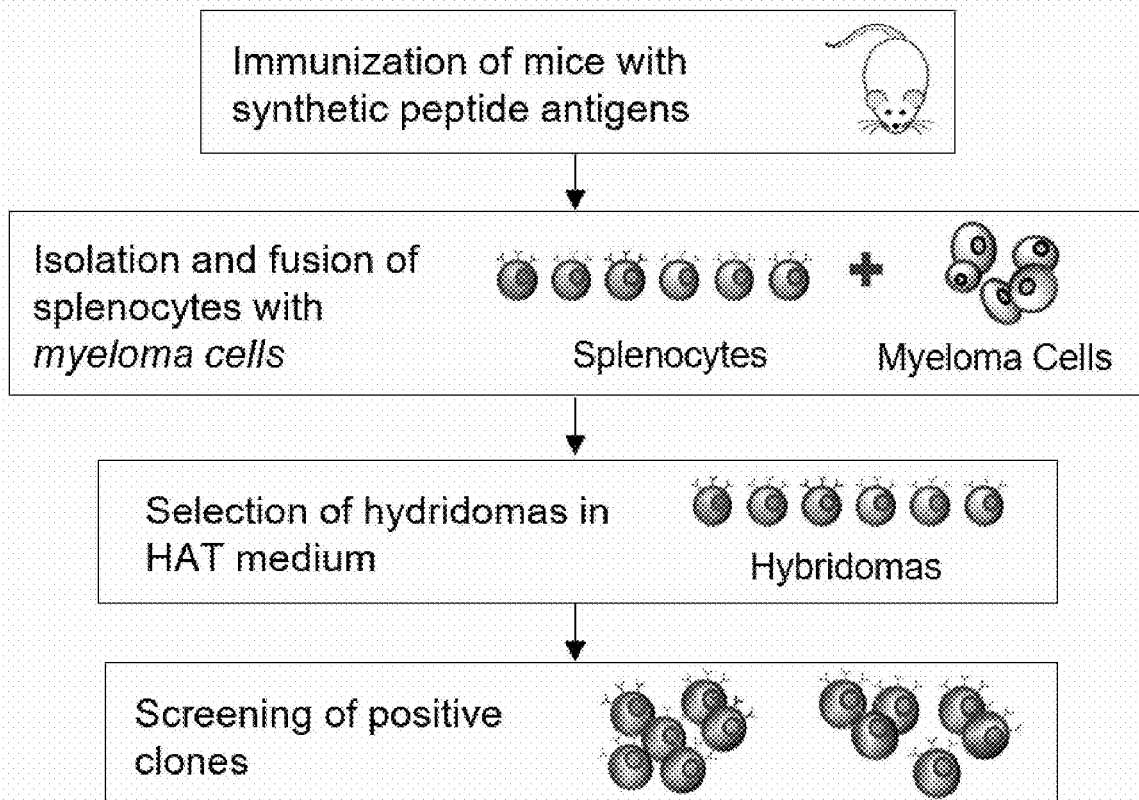 Immunization of mice with
synthetic peptide antigens
Isolation and fusion of
splenocytes with
myeloma cells
Splenocytes
Myeloma Cells
Selection of hydridomas in
HAT medium
Hybridomas
Screening of positive
clones